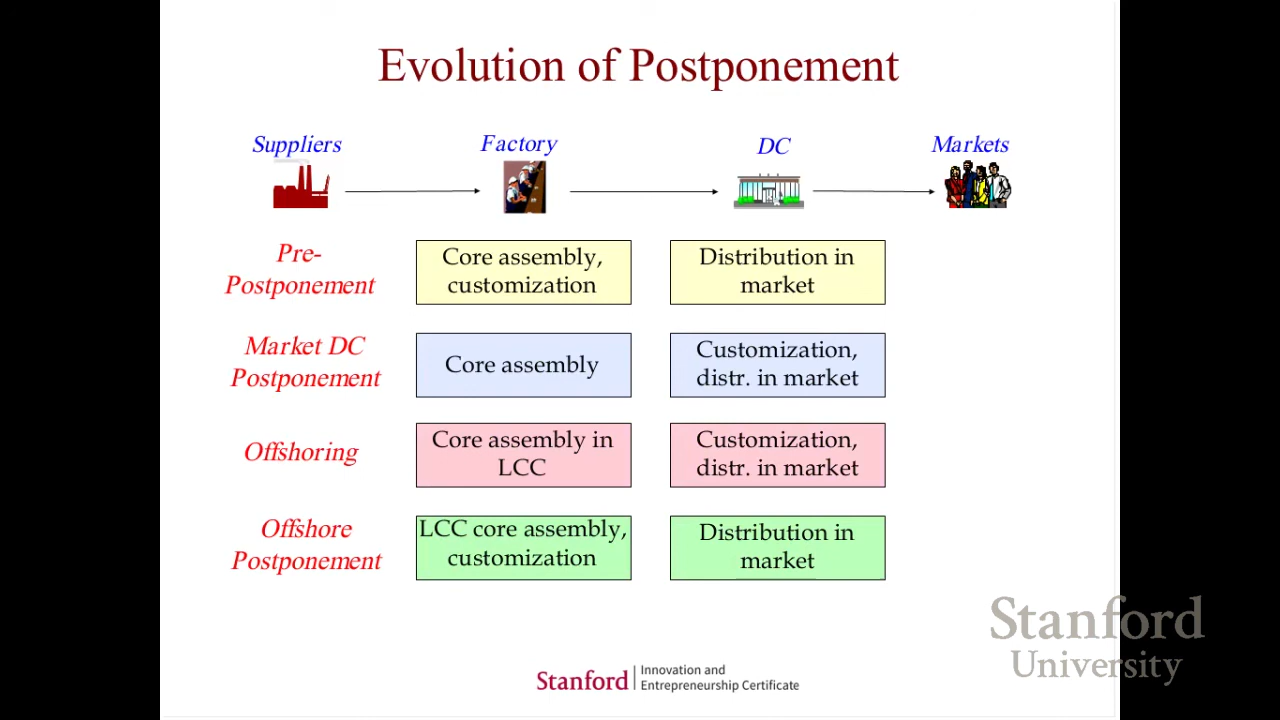 Evolution of Postponement
Suppliers
Factory
DC
Markets
Pre-
Postponement
Core assembly,
customization
Distribution in
market
Market DC
Postponement
Core assembly
Customization,
distr. in market
Offshoring
Core assembly in
LCC
Customization,
distr. in market
Offshore
Postponement
LCC core assembly,
customization
Distribution in
market
Stanford
University
Stanford
Innovation and
Entrepreneurship Certificate